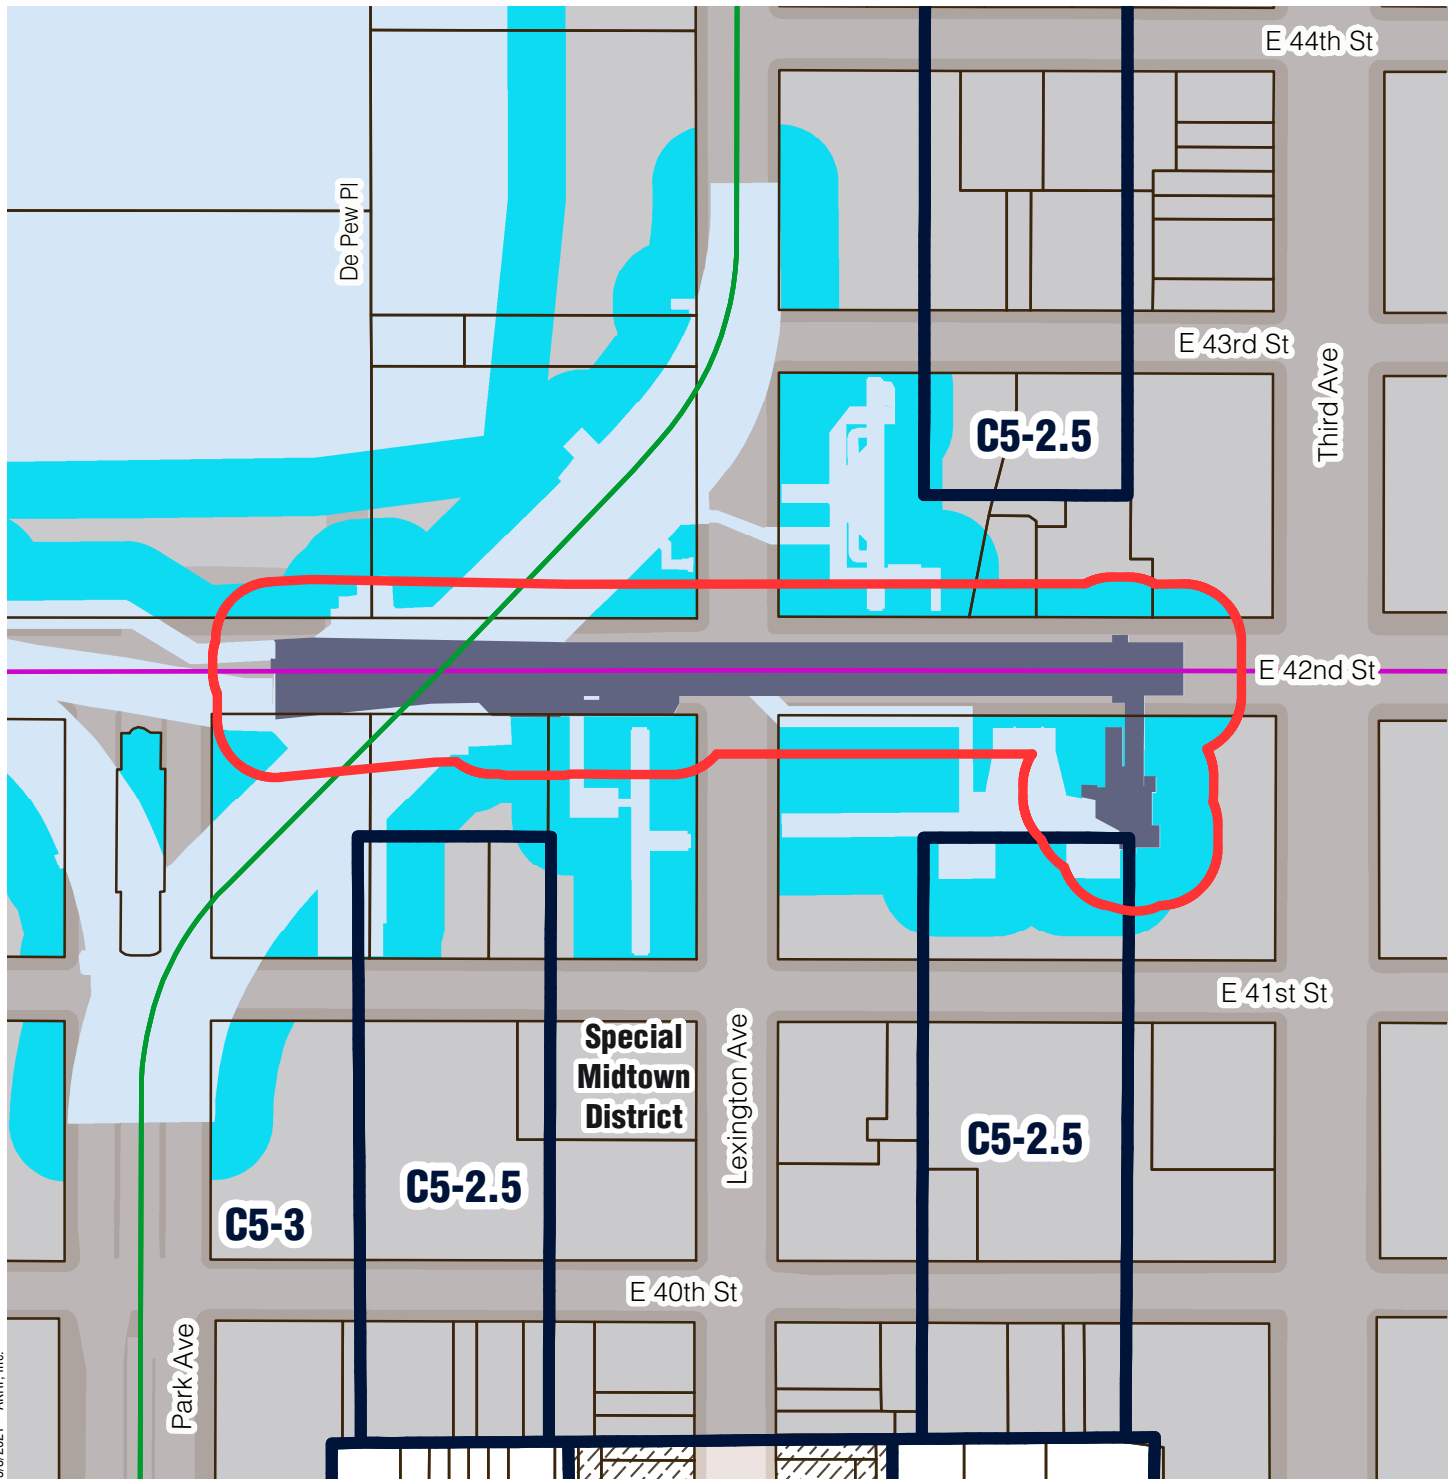 E 44th St
De Pew Pl
E 43rd St
Third Ave
C5-2.5
E 42nd St
E 41st St
Special
Midtown
District
Lexington Ave
C5-2.5
C5-2.5
C5-3
E 40th St
Park Ave